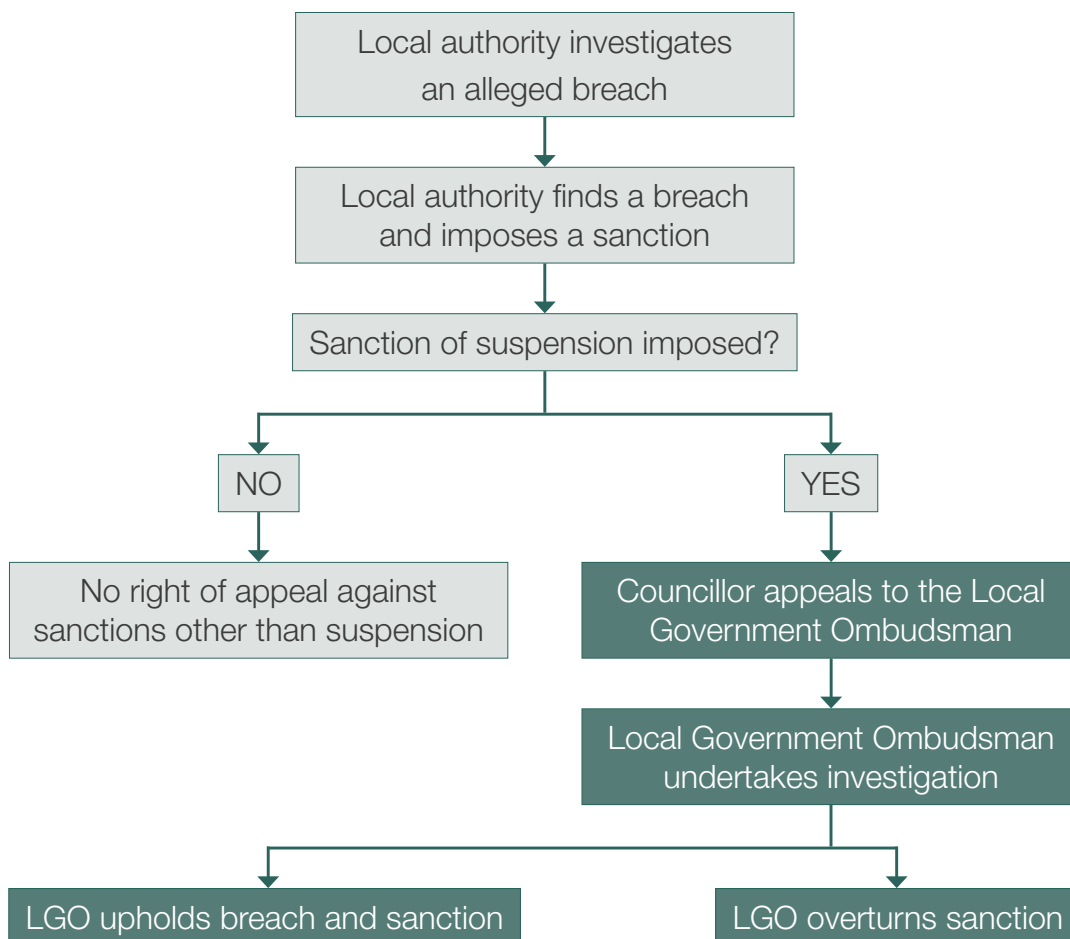 Local authority investigates
an alleged breach
Local authority finds a breach
and imposes a sanction
Sanction of suspension imposed?
NO
YES
No right of appeal against
sanctions other than suspension
Councillor appeals to the Local
Government Ombudsman
Local Government Ombudsman
undertakes investigation
LGO upholds breach and sanction
LGO overturns sanction